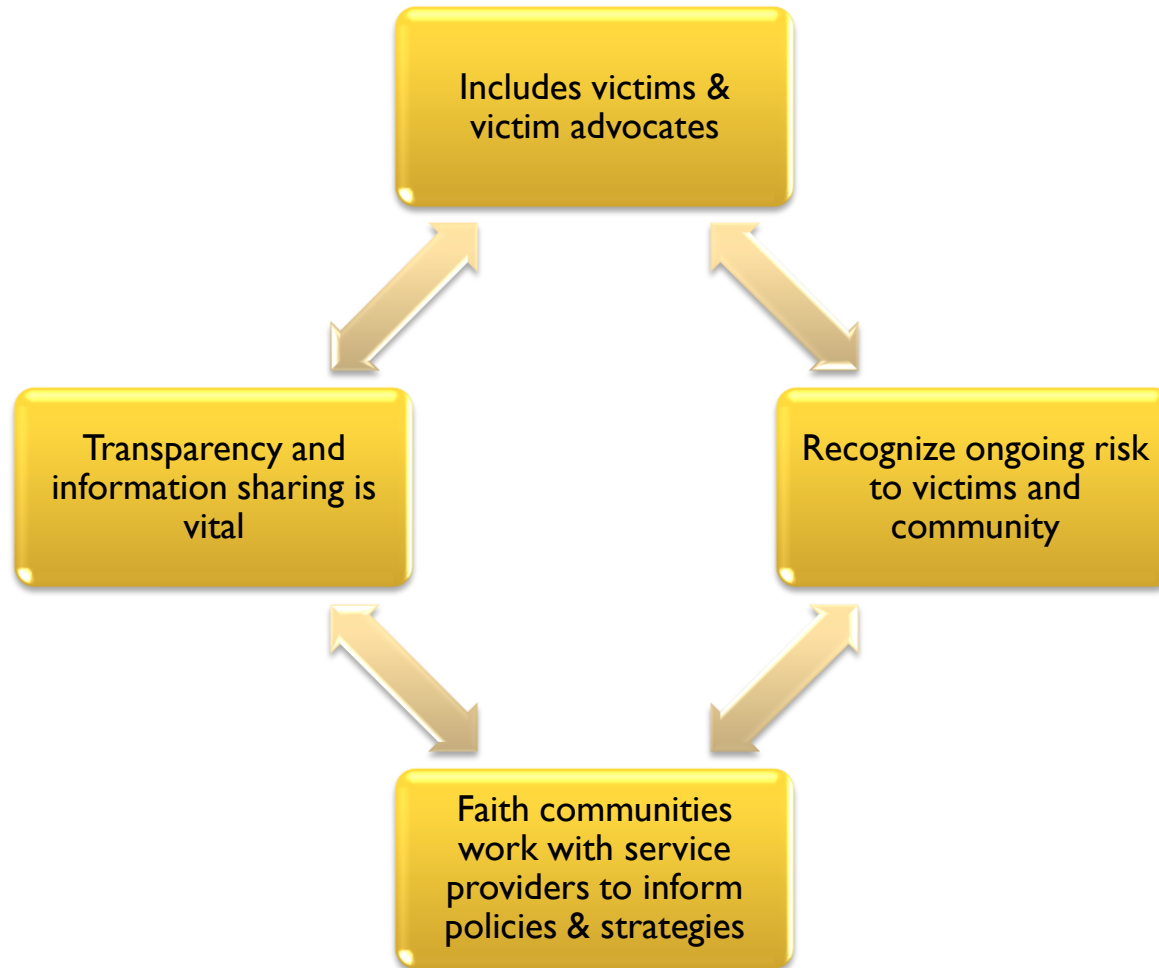 Includes victims &
victim advocates
Transparency and
information sharing is
vital
Recognize ongoing risk
to victims and
community
Faith communities
work with service
providers to inform
policies & strategies